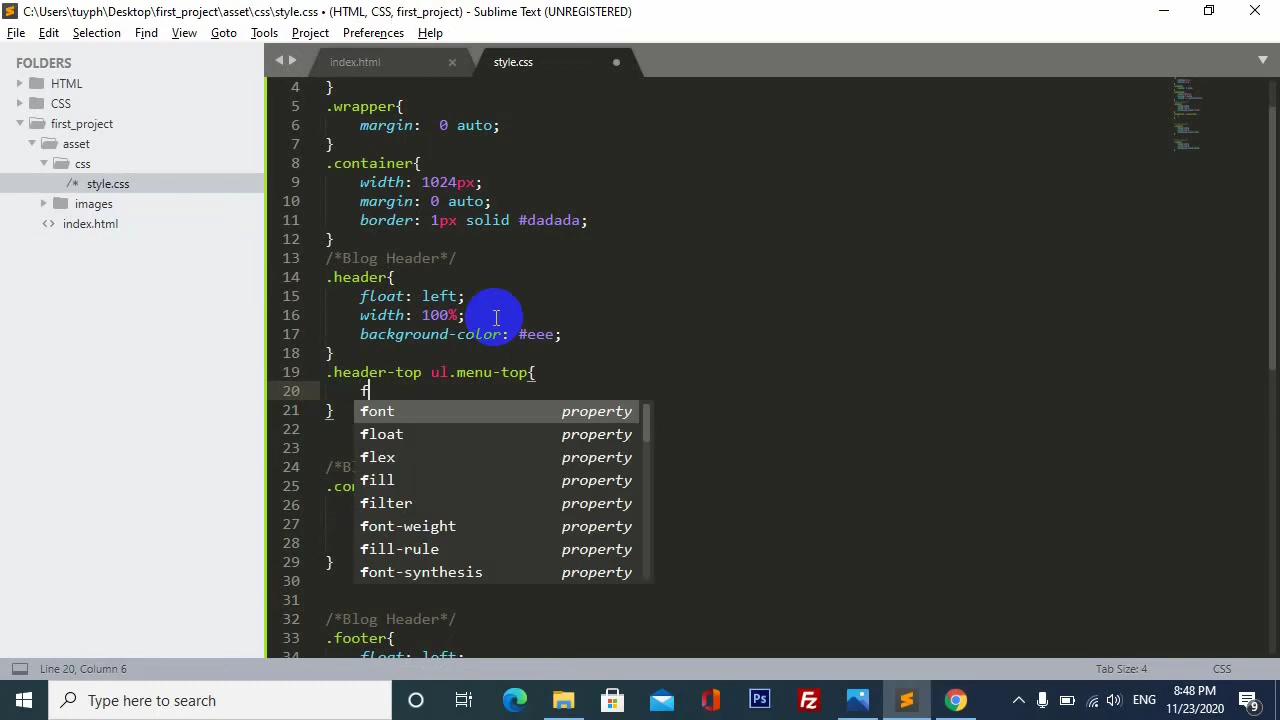 C:\Users\tuyph\Desktop\first_project\asset\css\style.css • (HTML, CSS, first_project) - Sublime Text (UNREGISTERED)
File Edit Selection Find View Goto Tools Project Preferences Help
FOLDERS
HTML
CSS
first_project
asset
css
/* style.css
images
<> index.html
index.html
style.css
4 }
5 .wrapper{
6 margin:  0 auto;
7 }
8 .container{
9 width: 1024px;
10 margin: 0 auto;
11 border: 1px solid #dadada;
12 }
13 /*Blog Header*/
14 .header{
15 float: left;
16 width: 100%;
17 background-color: #eee;
18 }
19 .header-top ul.menu-top{
20 f
21 }
22
23
24 /*B
25 .con
26
27
28
29 }
30
31
32 /*Blog Header*/
33 .footer{
34 float: left;
font property
float property
flex property
fill property
filter property
font-weight property
fill-rule property
font-synthesis property
Line 20, Column 6
Tab Size: 4
CSS
Type here to search
ENG
8:48 PM
11/23/2020
9